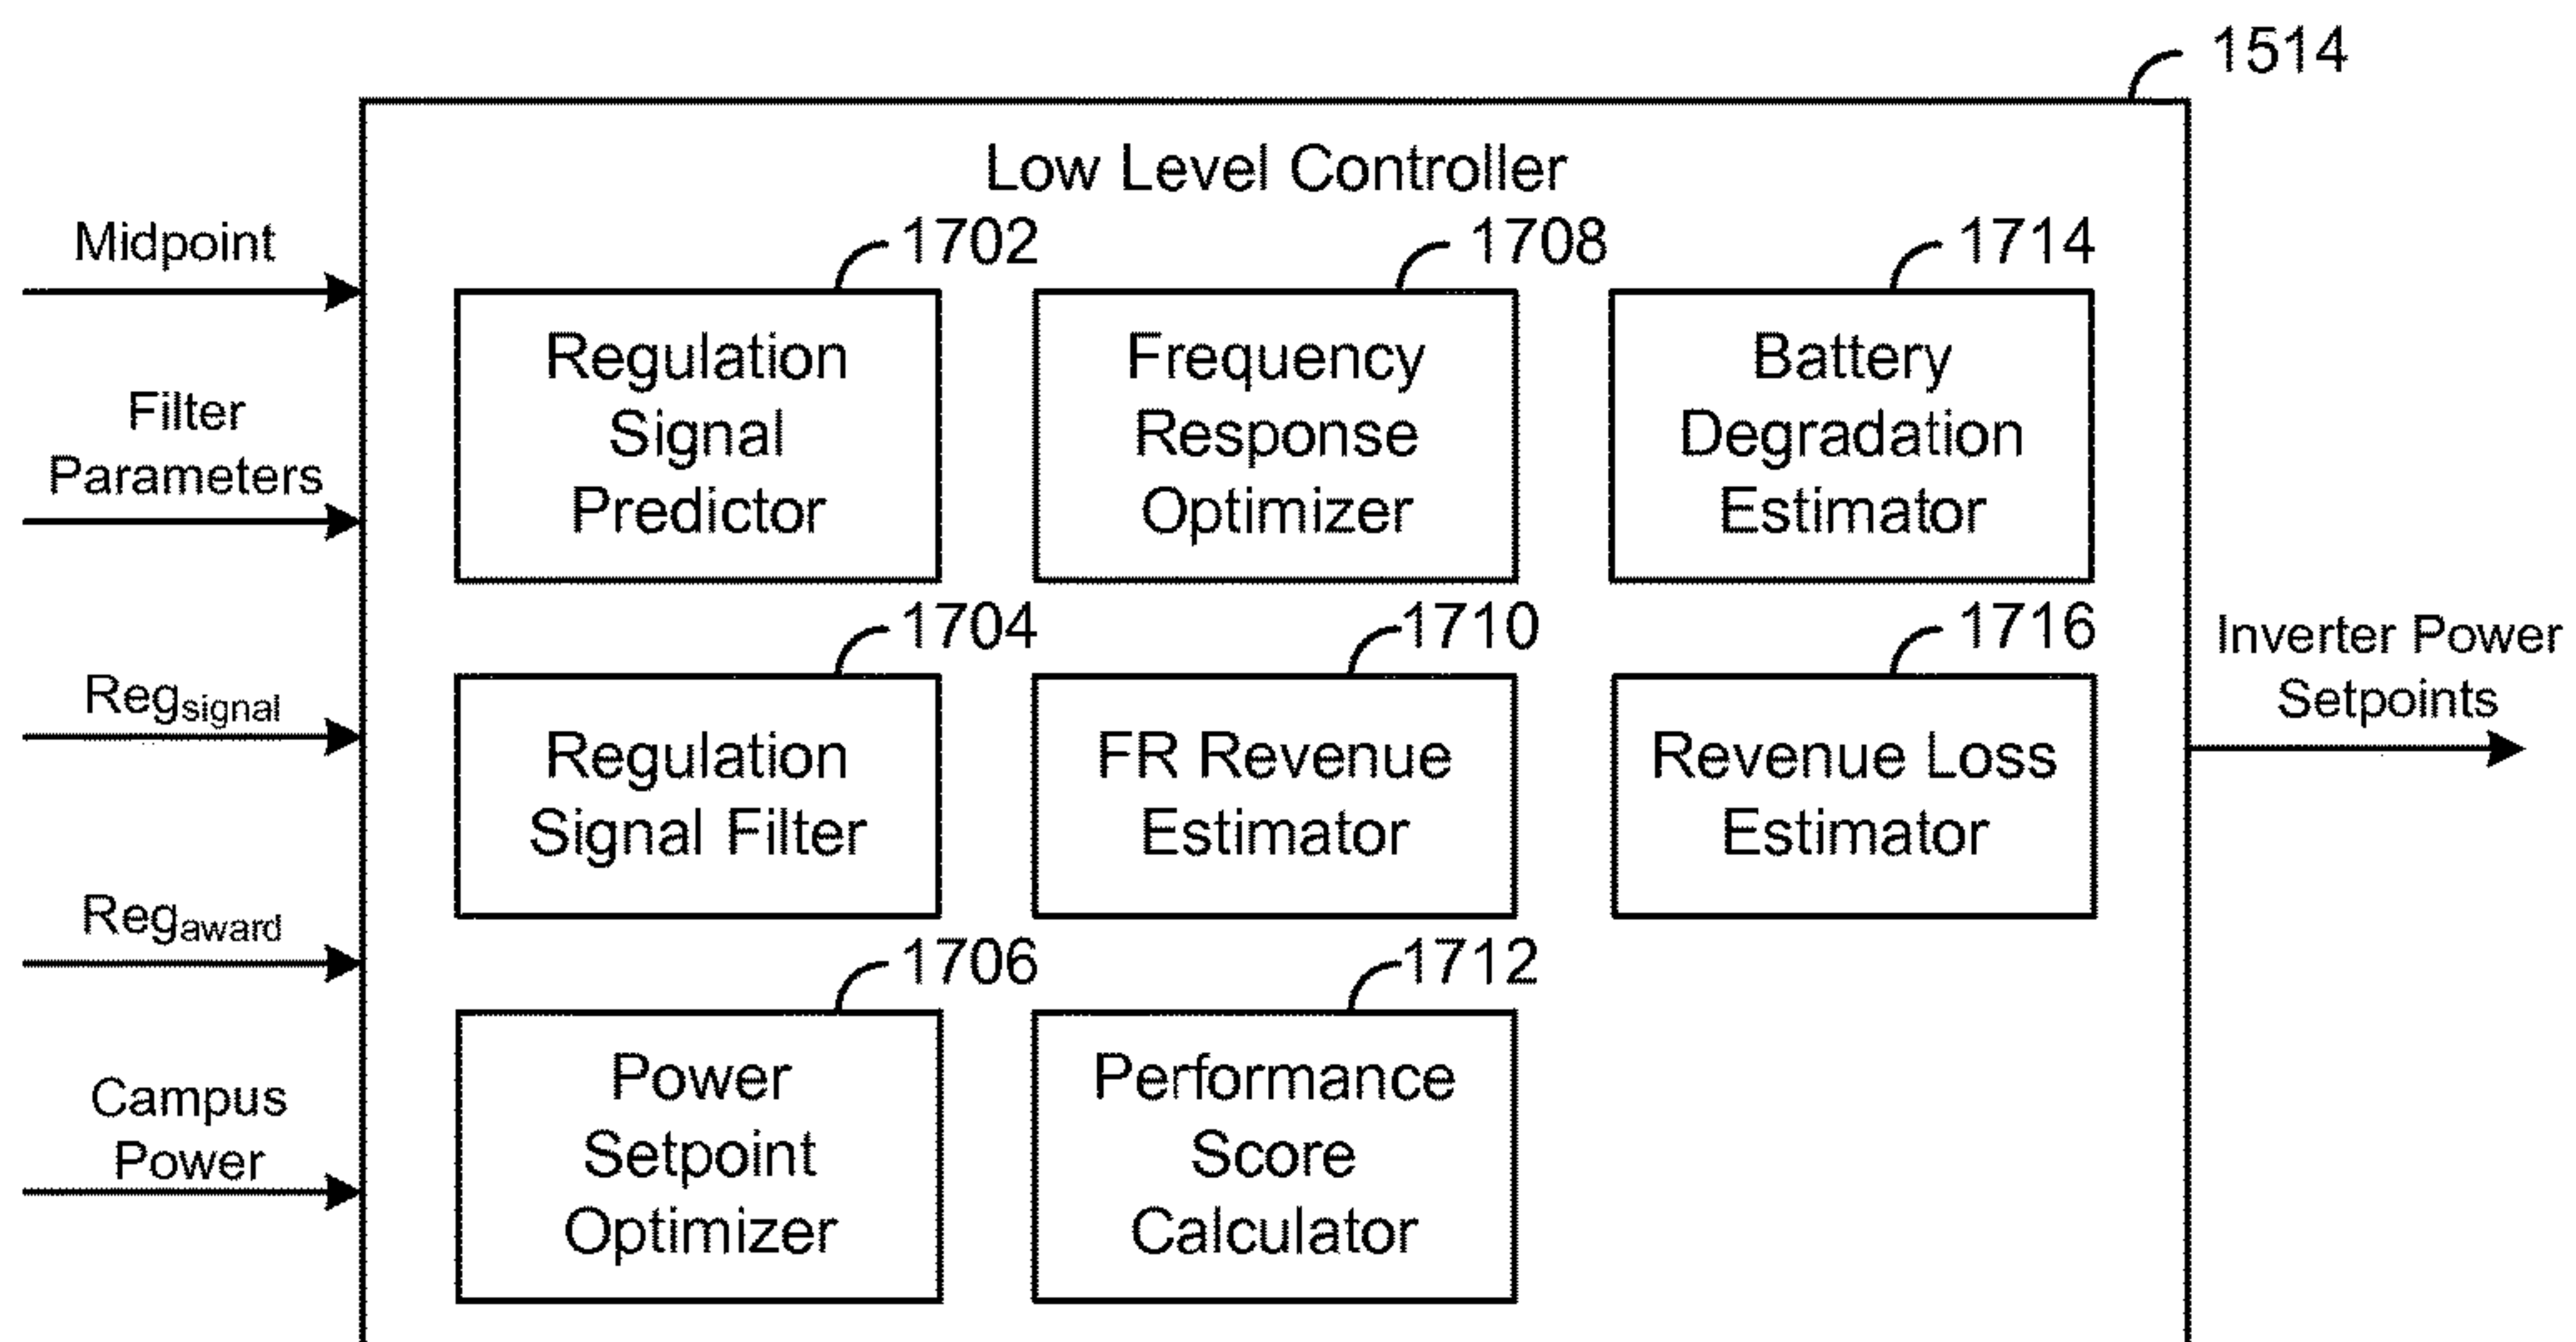 1514
Low Level Controller
Midpoint
Filter
Parameters
Regsignal
Regaward
Campus
Power
1702
Regulation
Signal
Predictor
1708
Frequency
Response
Optimizer
1714
Battery
Degradation
Estimator
1704
Regulation
Signal Filter
1710
FR Revenue
Estimator
1716
Revenue Loss
Estimator
1706
Power
Setpoint
Optimizer
1712
Performance
Score
Calculator
Inverter Power
Setpoints